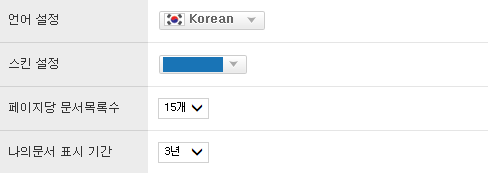 언어 설정
Korean
스킨 설정
페이지당 문서목록수
15개
나의문서 표시 기간
3년